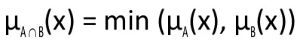 μA∩B(x) = min (μA(x), μB(x))